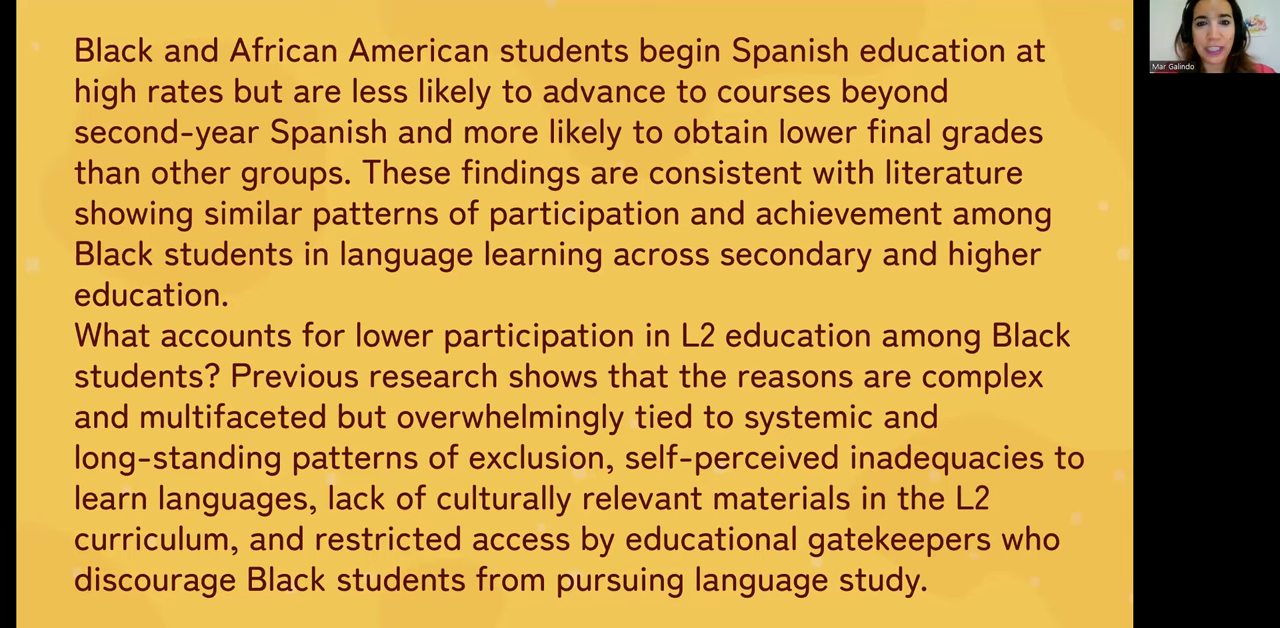 Black and African American students begin Spanish education at
high rates but are less likely to advance to courses beyond
second-year Spanish and more likely to obtain lower final grades
than other groups. These findings are consistent with literature
showing similar patterns of participation and achievement among
Black students in language learning across secondary and higher
education.
What accounts for lower participation in L2 education among Black
students? Previous research shows that the reasons are complex
and multifaceted but overwhelmingly tied to systemic and
long-standing patterns of exclusion, self-perceived inadequacies to
learn languages, lack of culturally relevant materials in the L2
curriculum, and restricted access by educational gatekeepers who
discourage Black students from pursuing language study.
Mar Galindo